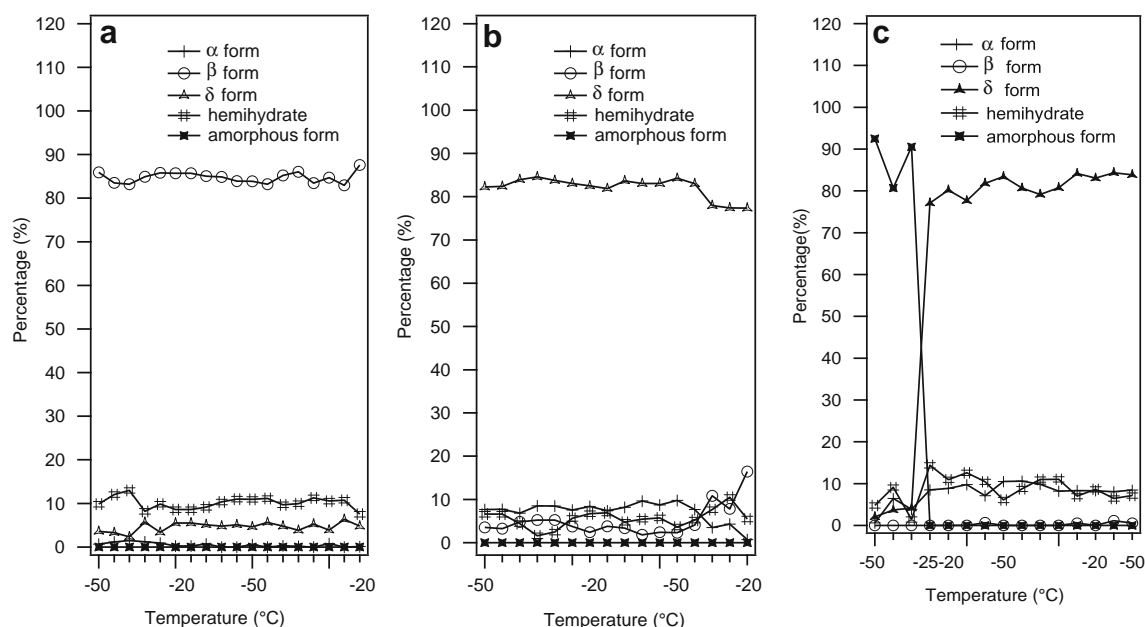 a
α form
β form
δ form
hemihydrate
amorphous form
120
110
100
90
80
70
60
50
40
30
20
10
0
Percentage (%)
-50 -20 -50 -20
Temperature (°C)
b
α form
β form
δ form
hemihydrate
amorphous form
120
110
100
90
80
70
60
50
40
30
20
10
0
Percentage (%)
-50 -20 -50 -20
Temperature (°C)
c
α form
β form
δ form
hemihydrate
amorphous form
120
110
100
90
80
70
60
50
40
30
20
10
0
Percentage(%)
-50 -25-20 -50 -20 -50
Temperature (°C)